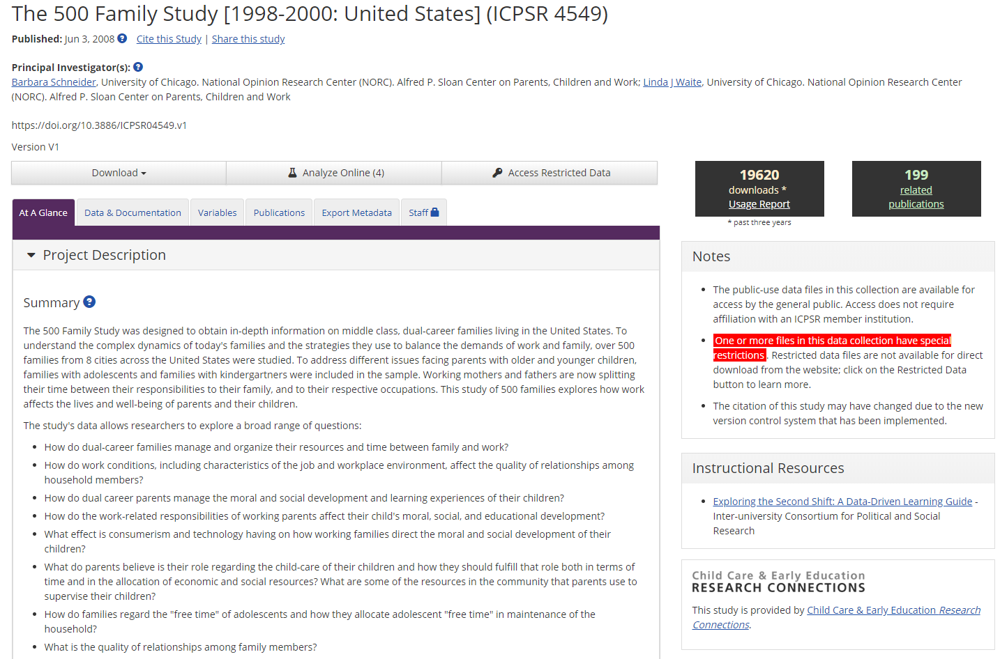 The 500 Family Study [1998-2000: United States] (ICPSR 4549)
Published: Jun 3, 2008 ? Cite this Study | Share this study
Principal Investigator(s): ?
Barbara Schneider, University of Chicago. National Opinion Research Center (NORC). Alfred P. Sloan Center on Parents, Children and Work; Linda J Waite, University of Chicago. National Opinion Research Center
(NORC). Alfred P. Sloan Center on Parents, Children and Work
https://doi.org/10.3886/ICPSR04549.v1
Version V1
Download
Analyze Online (4)
Access Restricted Data
At A Glance
Data & Documentation
Variables
Publications
Export Metadata
Staff
Project Description
Summary ?
The 500 Family Study was designed to obtain in-depth information on middle class, dual-career families living in the United States. To
understand the complex dynamics of today's families and the strategies they use to balance the demands of work and family, over 500
families from 8 cities across the United States were studied. To address different issues facing parents with older and younger children,
families with adolescents and families with kindergartners were included in the sample. Working mothers and fathers are now splitting
their time between their responsibilities to their family, and to their respective occupations. This study of 500 families explores how work
affects the lives and well-being of parents and their children.
The study's data allows researchers to explore a broad range of questions:
• How do dual-career families manage and organize their resources and time between family and work?
• How do work conditions, including characteristics of the job and workplace environment, affect the quality of relationships among
household members?
• How do dual career parents manage the moral and social development and learning experiences of their children?
• How do the work-related responsibilities of working parents affect their child's moral, social, and educational development?
• What effect is consumerism and technology having on how working families direct the moral and social development of their
children?
• What do parents believe is their role regarding the child-care of their children and how they should fulfill that role both in terms of
time and in the allocation of economic and social resources? What are some of the resources in the community that parents use to
supervise their children?
• How do families regard the "free time" of adolescents and how they allocate adolescent "free time" in maintenance of the
household?
• What is the quality of relationships among family members?
19620
downloads *
Usage Report
* past three years
199
related
publications
Notes
• The public-use data files in this collection are available for
access by the general public. Access does not require
affiliation with an ICPSR member institution.
• One or more files in this data collection have special
restrictions . Restricted data files are not available for direct
download from the website; click on the Restricted Data
button to learn more.
• The citation of this study may have changed due to the new
version control system that has been implemented.
Instructional Resources
• Exploring the Second Shift: A Data-Driven Learning Guide -
Inter-university Consortium for Political and Social
Research
Child Care & Early Education
RESEARCH CONNECTIONS
This study is provided by Child Care & Early Education Research
Connections.